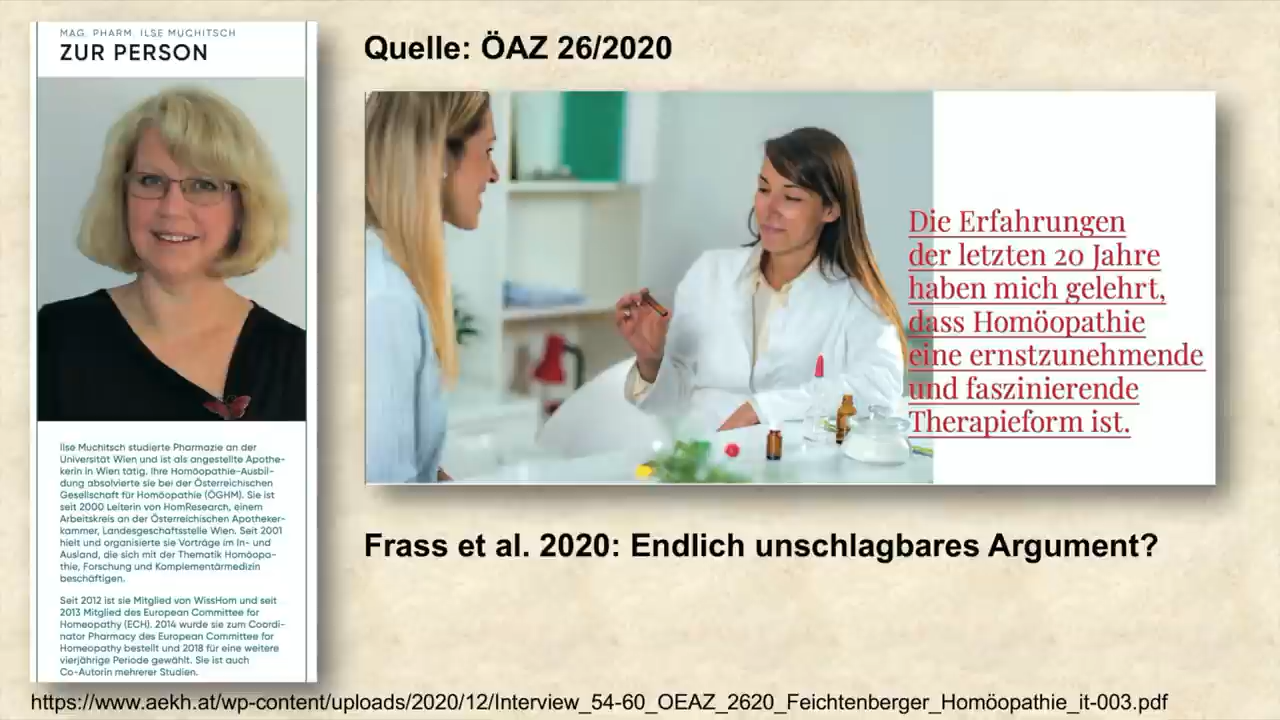 MAG. PHARM. ILSE MUCHITSCH
ZUR PERSON
Ilse Muchitsch studierte Pharmazie an der
Universität Wien und ist als angestellte Apothe-
kerin in Wien tätig. Ihre Homöopathie-Ausbil-
dung absolvierte sie bei der Österreichischen
Gesellschaft für Homöopathie (ÖGHM). Sie ist
seit 2000 Leiterin von HomResearch, einem
Arbeitskreis an der Österreichischen Apotheker-
kammer, Landesgeschäftsstelle Wien. Seit 2001
hielt und organisierte sie Vorträge im In- und
Ausland, die sich mit der Thematik Homöopa-
thie, Forschung und Komplementärmedizin
beschäftigen.
Seit 2012 ist sie Mitglied von WissHom und seit
2013 Mitglied des European Committee for
Homeopathy (ECH). 2014 wurde sie zum Coordi-
nator Pharmacy des European Committee for
Homeopathy bestellt und 2018 für eine weitere
vierjährige Periode gewählt. Sie ist auch
Co-Autorin mehrerer Studien.
Quelle: ÖAZ 26/2020
Die Erfahrungen
der letzten 20 Jahre
haben mich gelehrt,
dass Homöopathie
eine ernstzunehmende
und faszinierende
Therapieform ist.
Frass et al. 2020: Endlich unschlagbares Argument?
https://www.aekh.at/wp-content/uploads/2020/12/Interview_54-60_OEAZ_2620_Feichtenberger_Homöopathie_it-003.pdf